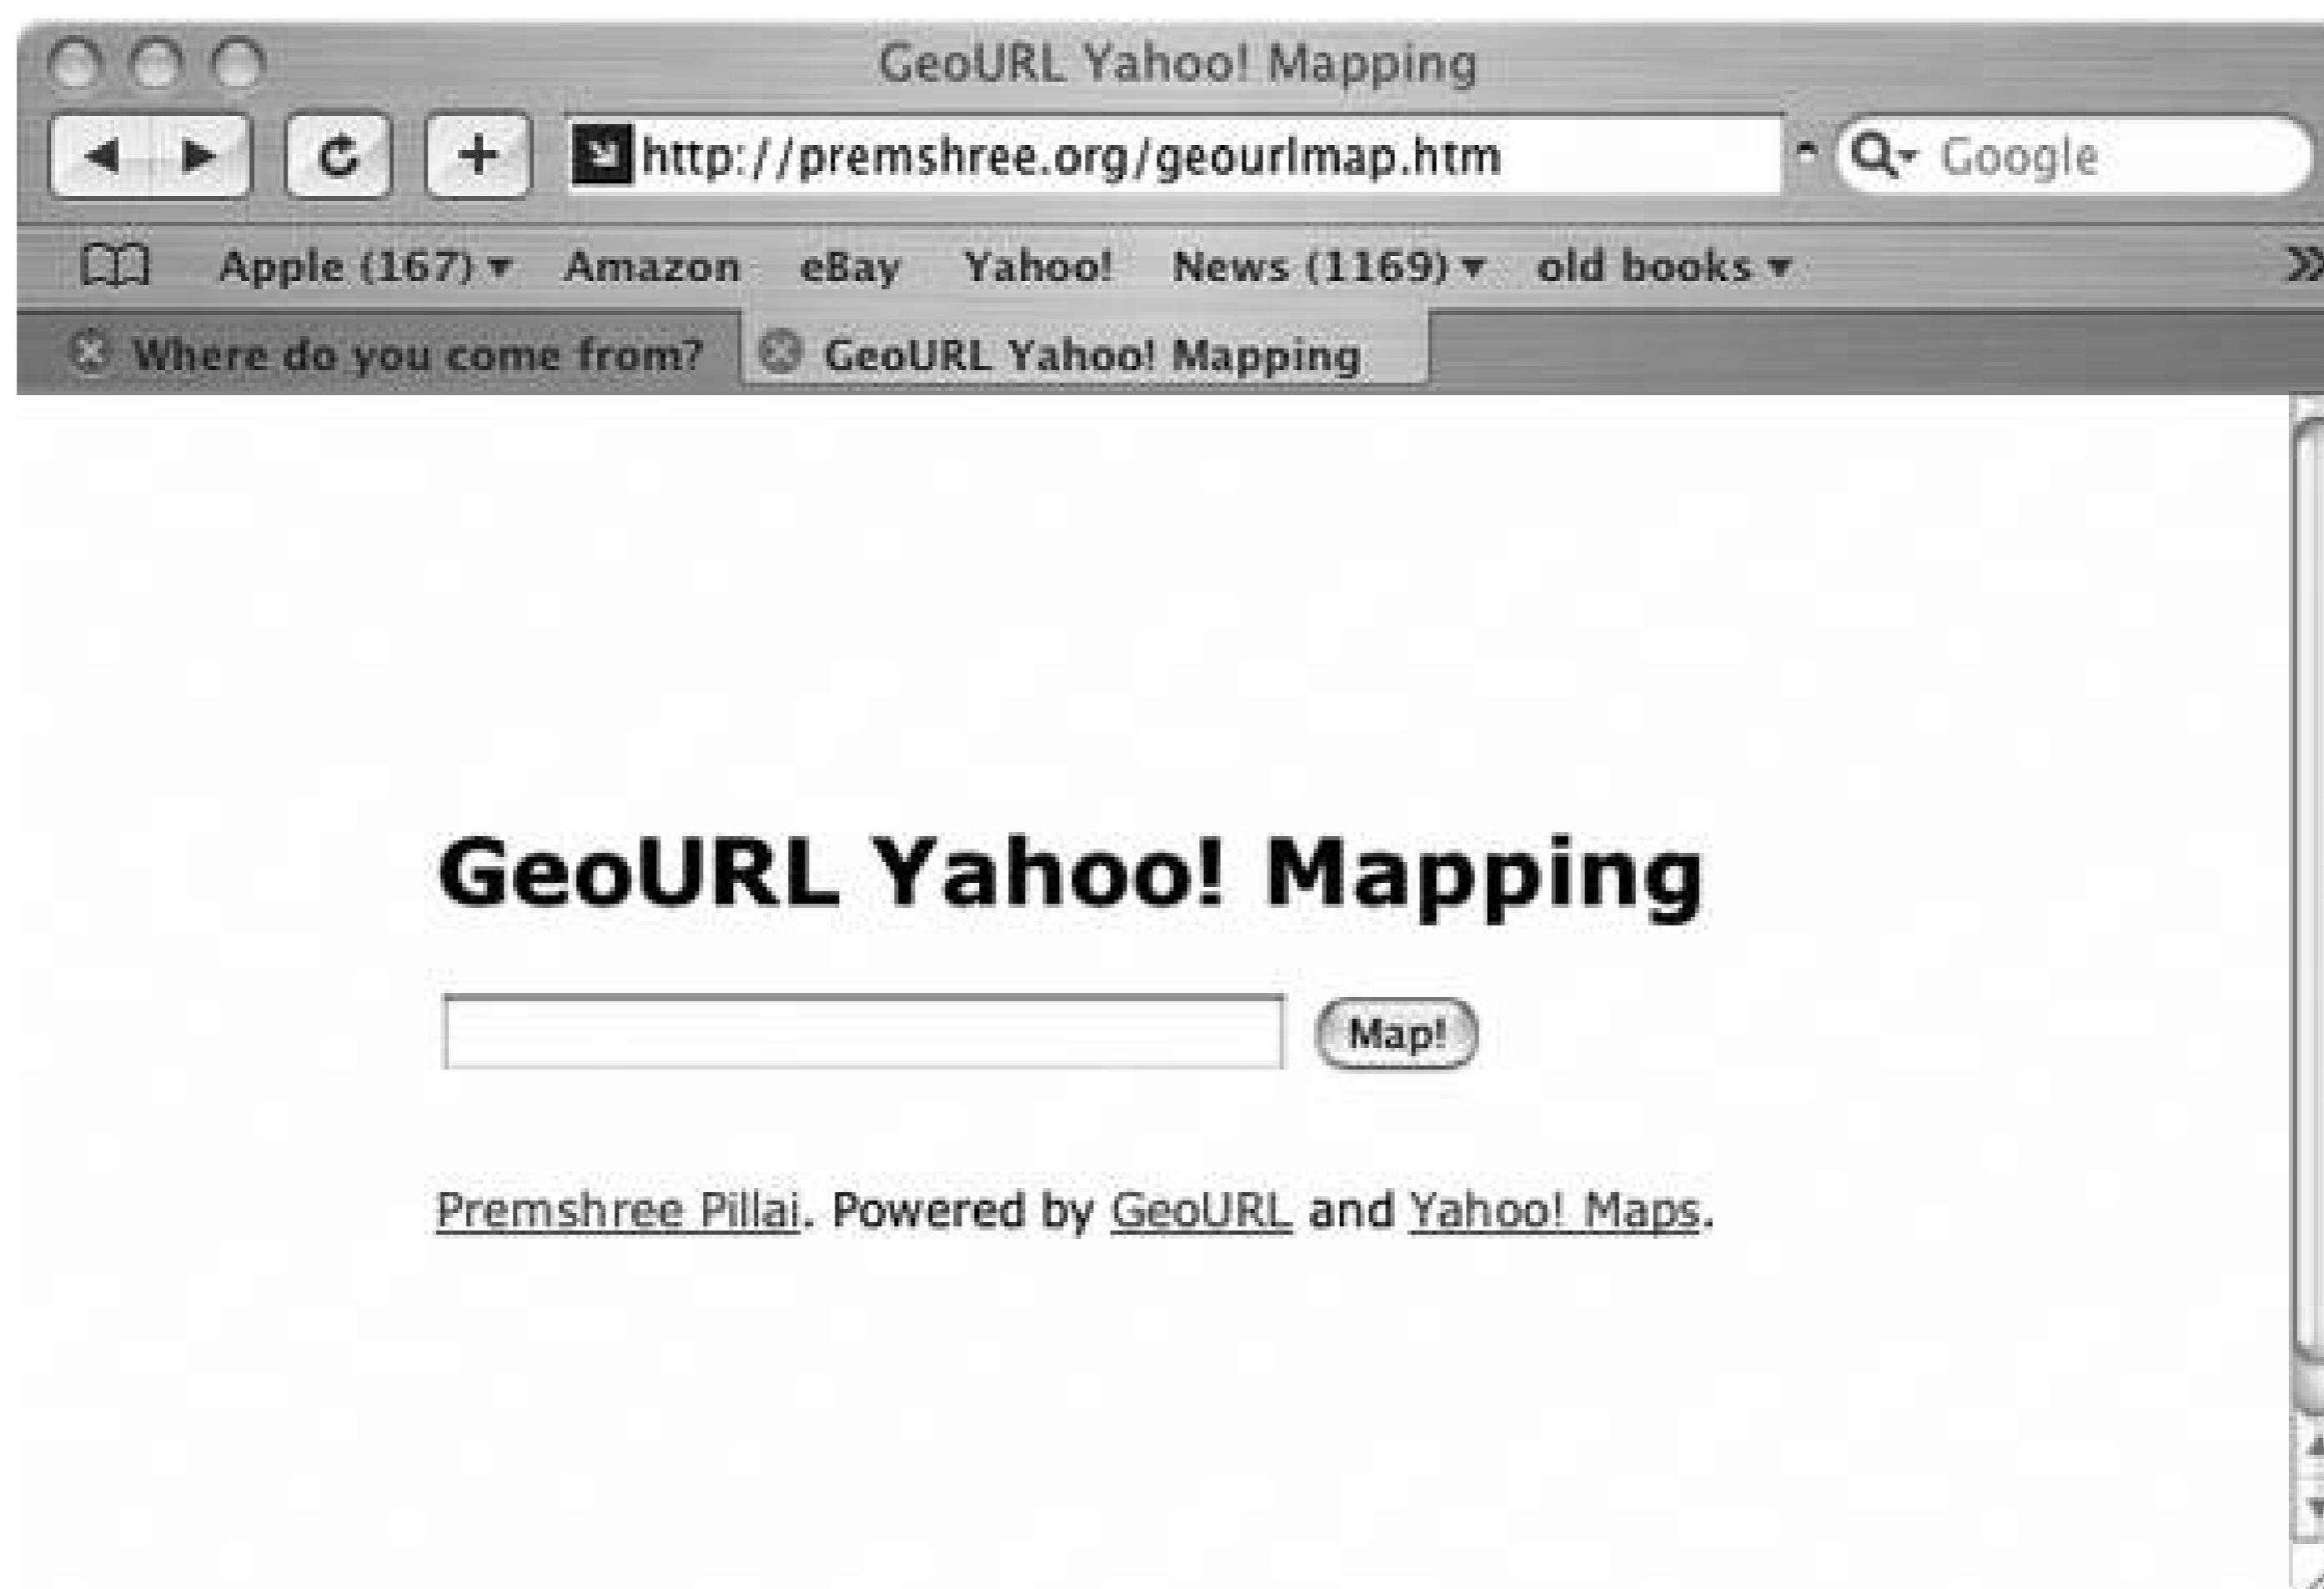 GeoURL Yahoo! Mapping
http://premshree.org/geourlmap.htm Google
Apple (167) Amazon eBay Yahoo! News (1169) old books »
Where do you come from? GeoURL Yahoo! Mapping
GeoURL Yahoo! Mapping
Map!
Premshree Pillai. Powered by GeoURL and Yahoo! Maps.